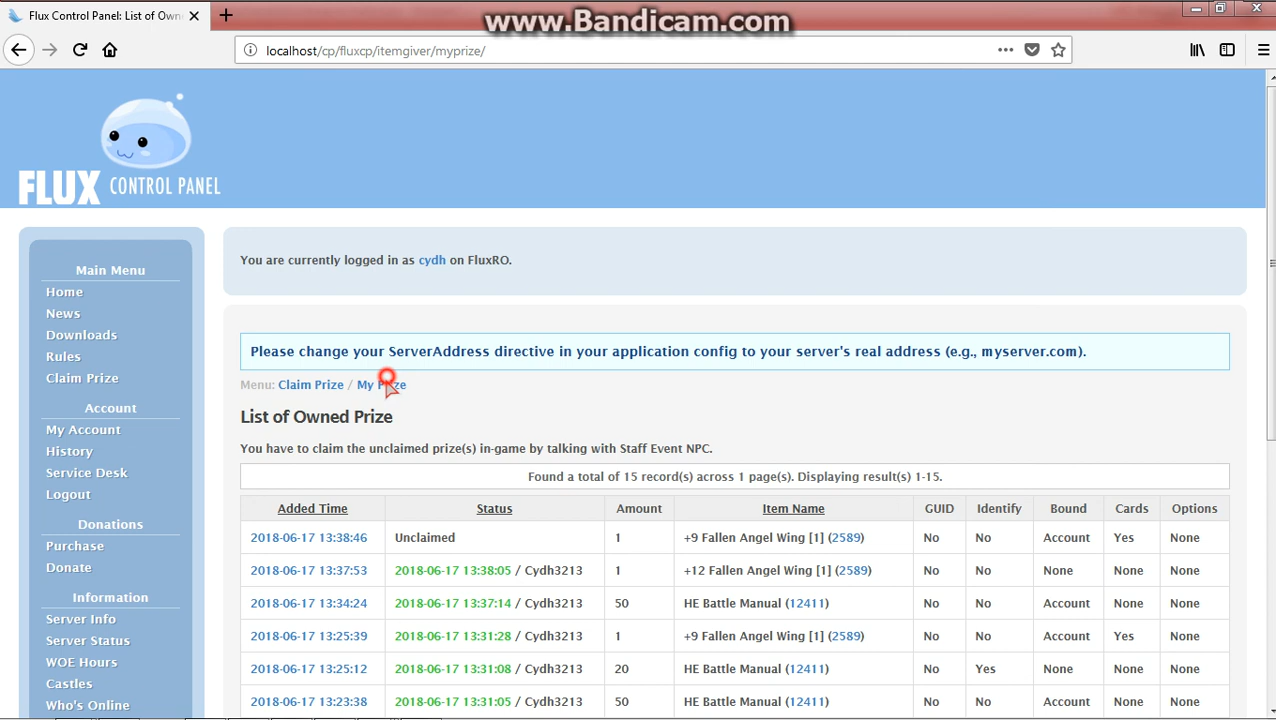 Flux Control Panel: List of Own
www.Bandicam.com
localhost/cp/fluxcp/itemgiver/myprize/
FLUX CONTROL PANEL
Main Menu
Home
News
Downloads
Rules
Claim Prize
Account
My Account
History
Service Desk
Logout
Donations
Purchase
Donate
Information
Server Info
Server Status
WOE Hours
Castles
Who's Online
You are currently logged in as cydh on FluxRO.
Please change your ServerAddress directive in your application config to your server's real address (e.g., myserver.com).
Menu: Claim Prize / My Prize
List of Owned Prize
You have to claim the unclaimed prize(s) in-game by talking with Staff Event NPC.
Found a total of 15 record(s) across 1 page(s). Displaying result(s) 1-15.
Added Time Status Amount Item Name GUID Identify Bound Cards Options
2018-06-17 13:38:46 Unclaimed 1 +9 Fallen Angel Wing [1] (2589) No No Account Yes None
2018-06-17 13:37:53 2018-06-17 13:38:05 / Cydh3213 1 +12 Fallen Angel Wing [1] (2589) No No None None None
2018-06-17 13:34:24 2018-06-17 13:37:14 / Cydh3213 50 HE Battle Manual (12411) No No Account None None
2018-06-17 13:25:39 2018-06-17 13:31:28 / Cydh3213 1 +9 Fallen Angel Wing [1] (2589) No No Account Yes None
2018-06-17 13:25:12 2018-06-17 13:31:08 / Cydh3213 20 HE Battle Manual (12411) No Yes None None None
2018-06-17 13:23:38 2018-06-17 13:31:05 / Cydh3213 50 HE Battle Manual (12411) No No Account None None